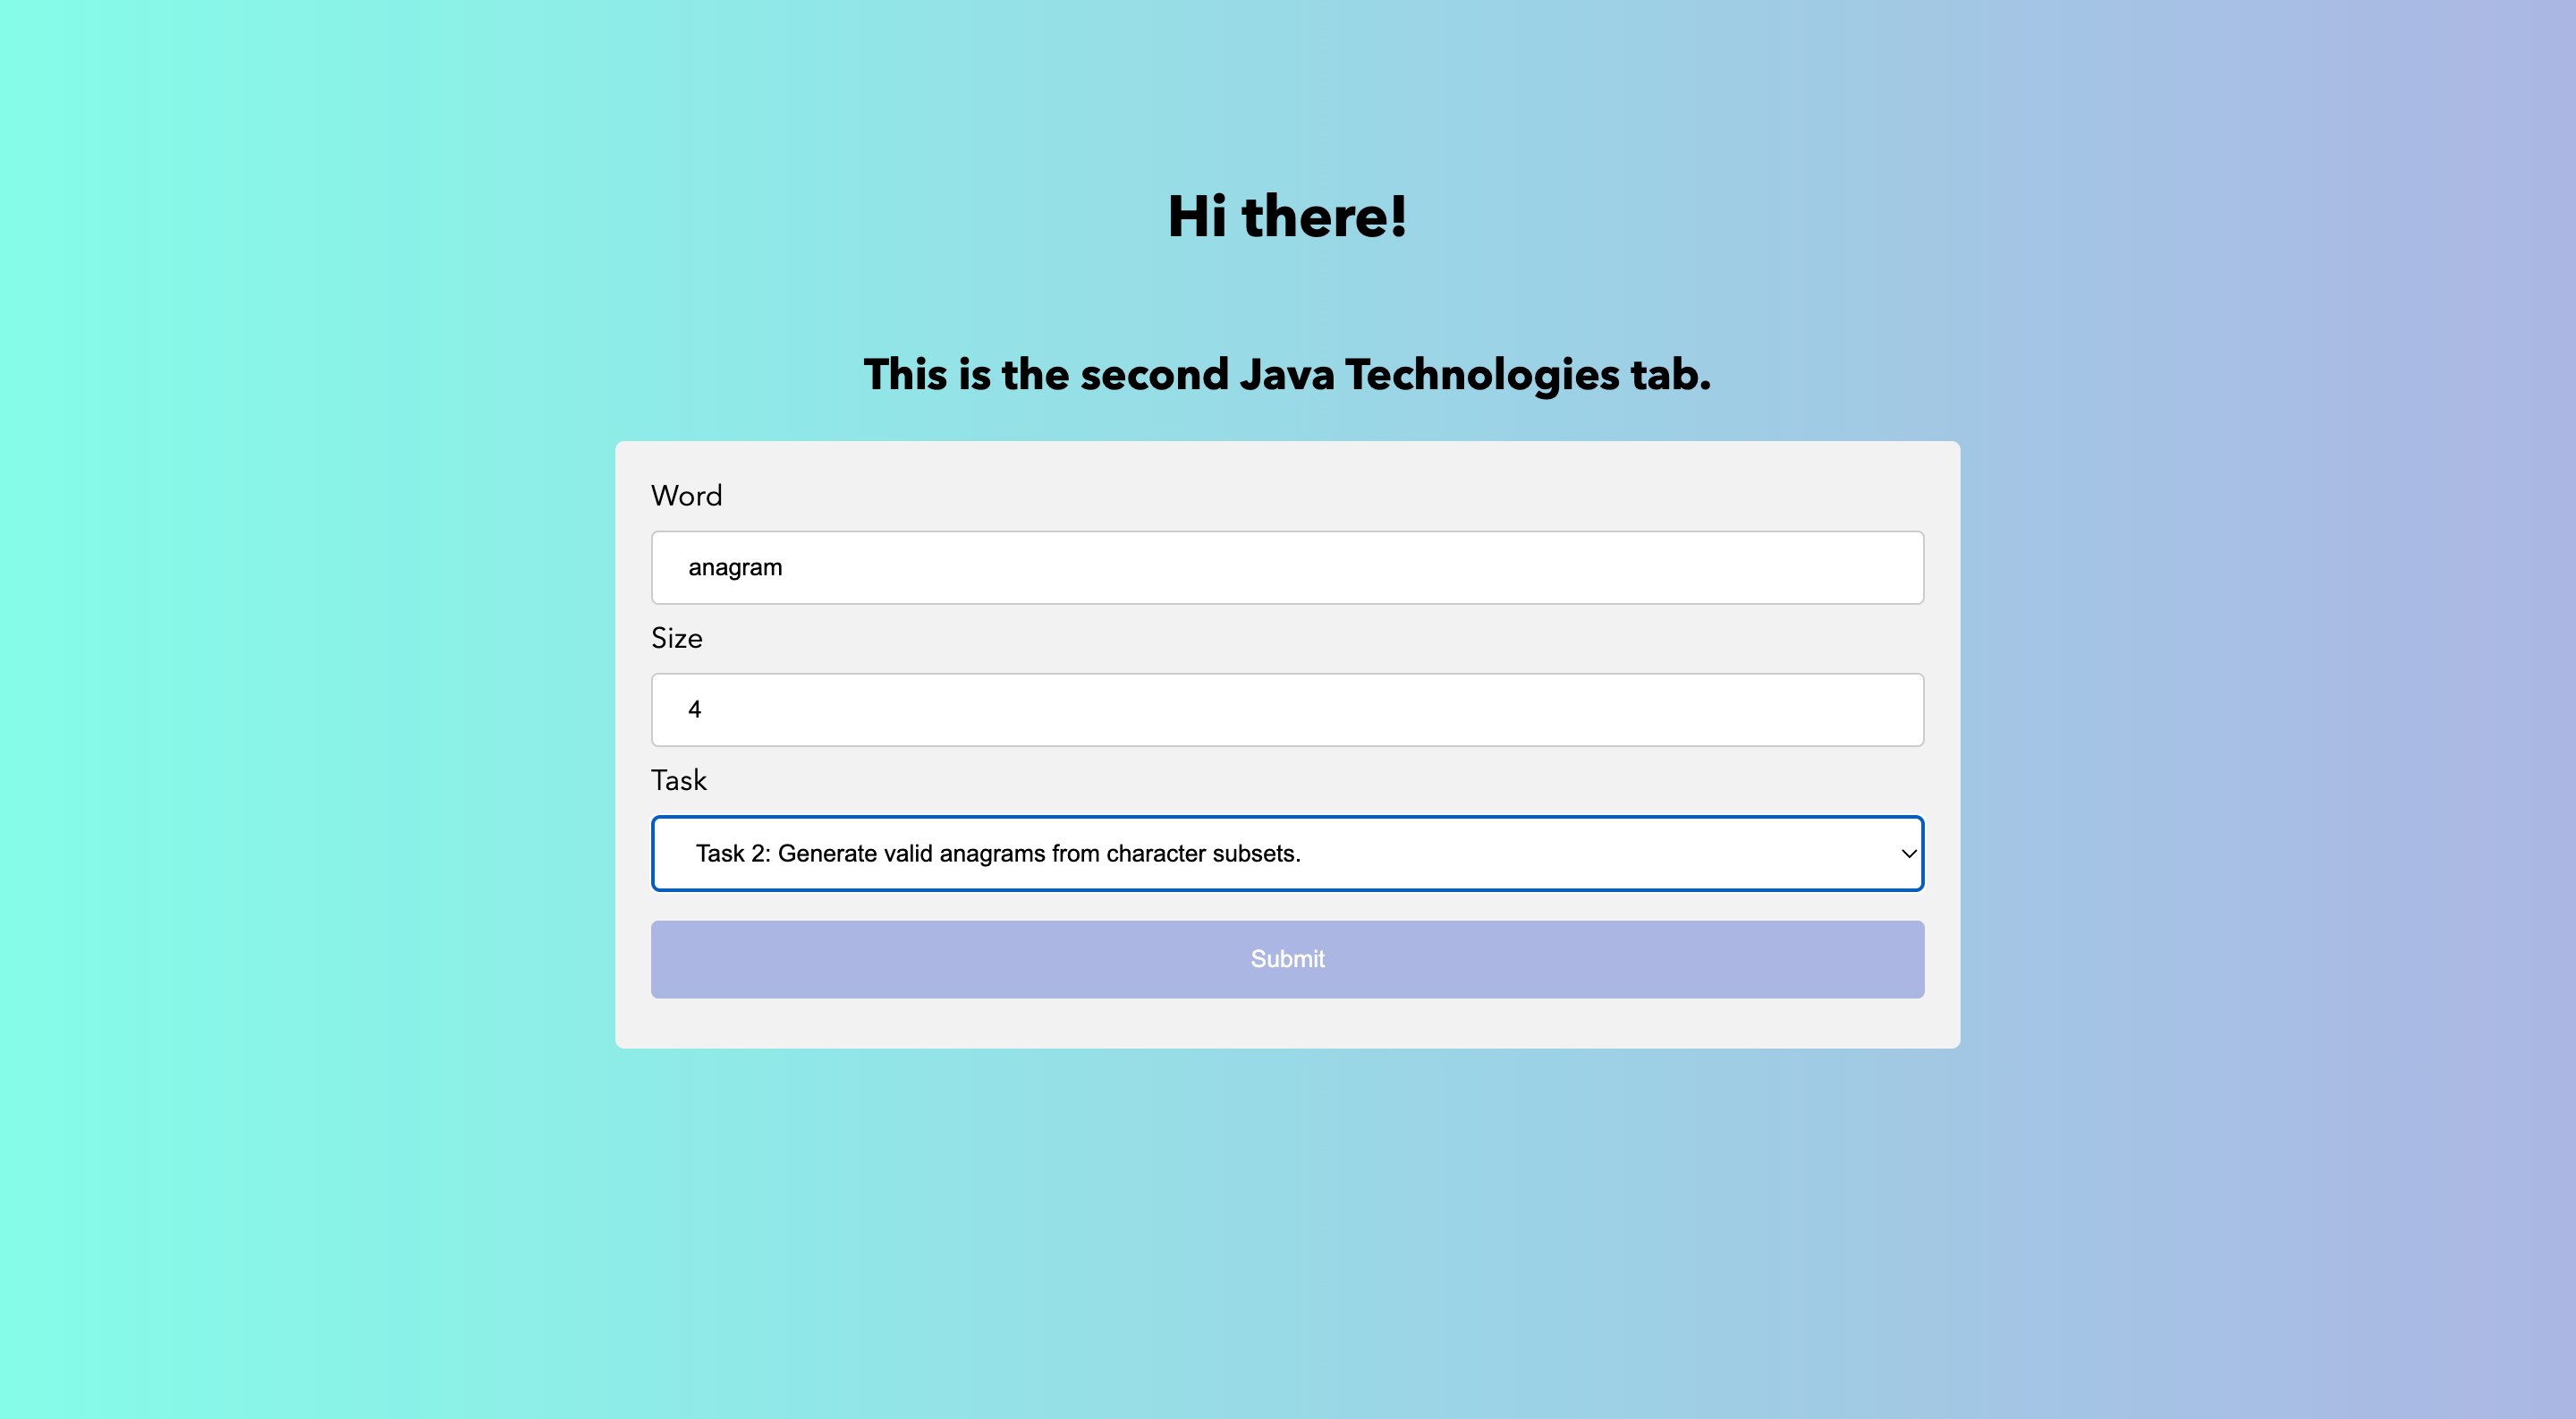 Hi there!
This is the second Java Technologies tab.
Word
anagram
Size
4
Task
Task 2: Generate valid anagrams from character subsets.
Submit